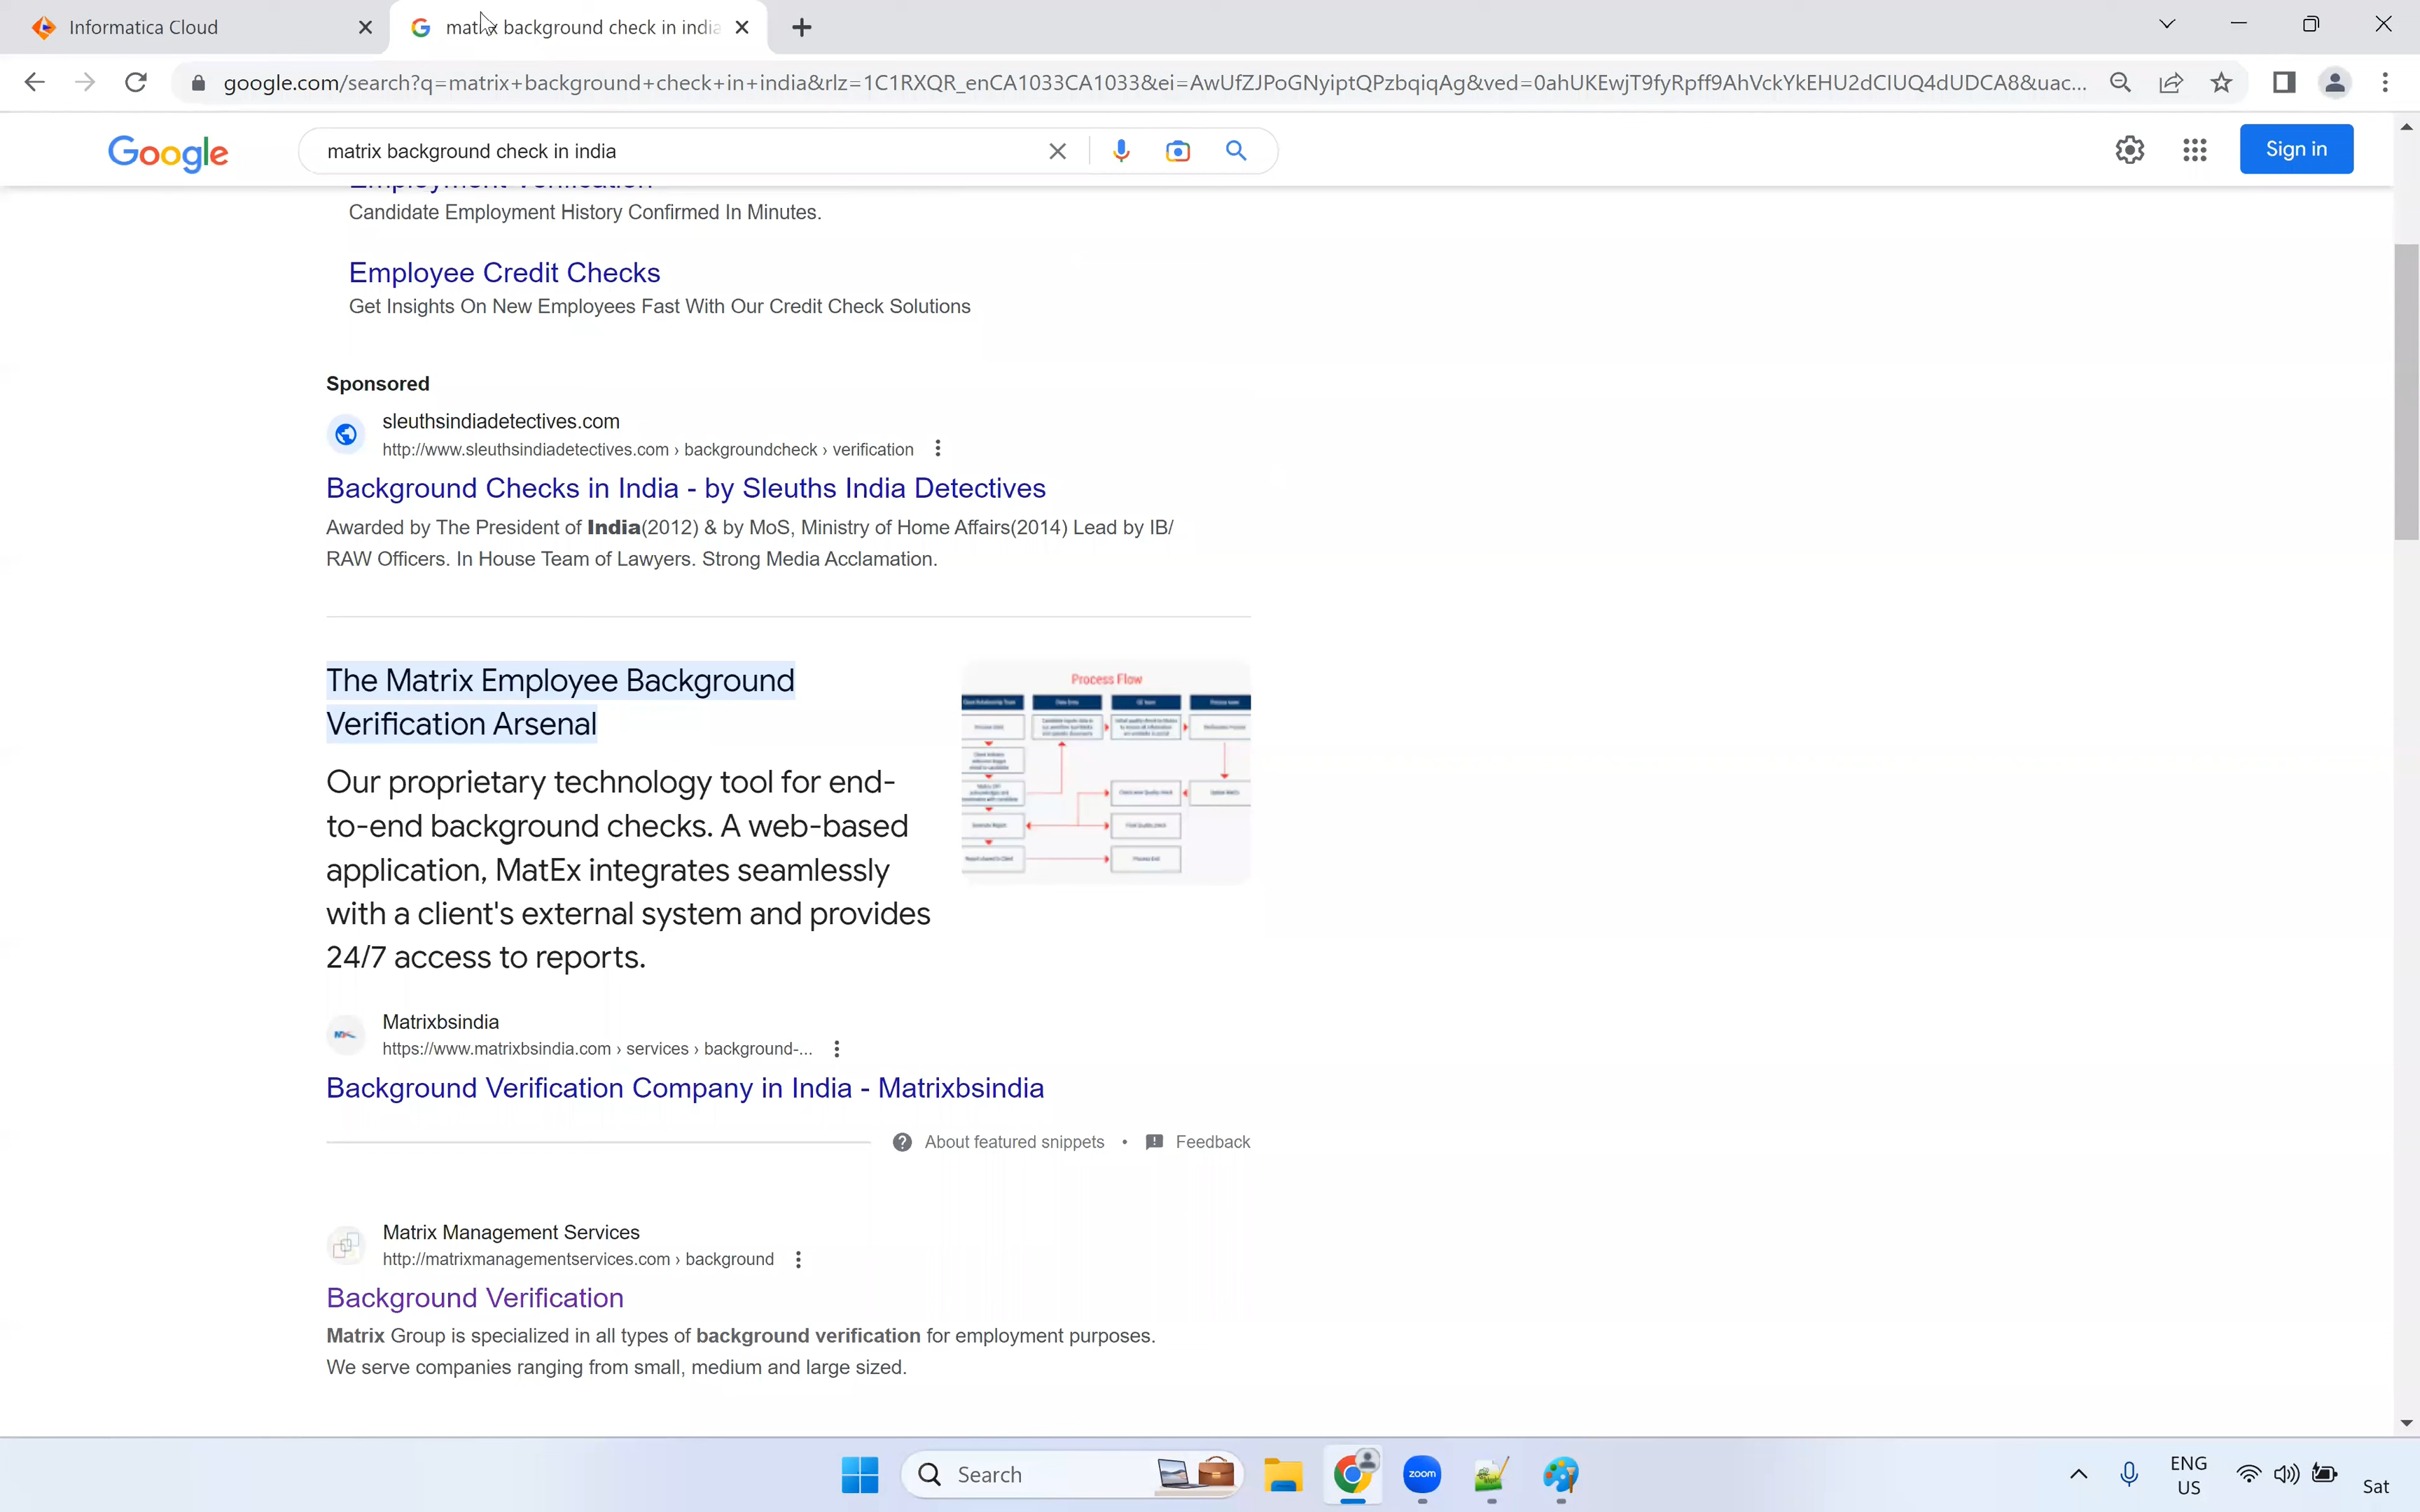 Informatica Cloud
matrix background check in india
google.com/search?q=matrix+background+check+in+india&rlz=1C1RXQR_enCA1033CA1033&ei=AwUfZJPoGNyiptQPzbqiqAg&ved=0ahUKEwjT9fyRpff9AhVckYkEHU2dCIUQ4dUDCA8&uac...
Google
matrix background check in india
Sign in
Employment Verification
Candidate Employment History Confirmed In Minutes.
Employee Credit Checks
Get Insights On New Employees Fast With Our Credit Check Solutions
Sponsored
sleuthsindiadetectives.com
http://www.sleuthsindiadetectives.com › backgroundcheck › verification
Background Checks in India - by Sleuths India Detectives
Awarded by The President of India(2012) & by MoS, Ministry of Home Affairs(2014) Lead by IB/
RAW Officers. In House Team of Lawyers. Strong Media Acclamation.
The Matrix Employee Background
Verification Arsenal
Process Flow
Our proprietary technology tool for end-
to-end background checks. A web-based
application, MatEx integrates seamlessly
with a client's external system and provides
24/7 access to reports.
Matrixbsindia
https://www.matrixbsindia.com › services › background-...
Background Verification Company in India - Matrixbsindia
About featured snippets • Feedback
Matrix Management Services
http://matrixmanagementservices.com › background
Background Verification
Matrix Group is specialized in all types of background verification for employment purposes.
We serve companies ranging from small, medium and large sized.
Search
zoom
ENG
US
Sat